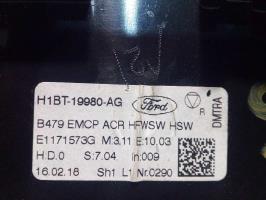 H1BT-19980-AG Ford R
B479 EMCP ACR HFWSW HSW
E1171573G M:3.11 E:10.03
H.D:0 S:7.04 in:009
16.02.18 Sh1 L1 Nr.0290
DMTRA